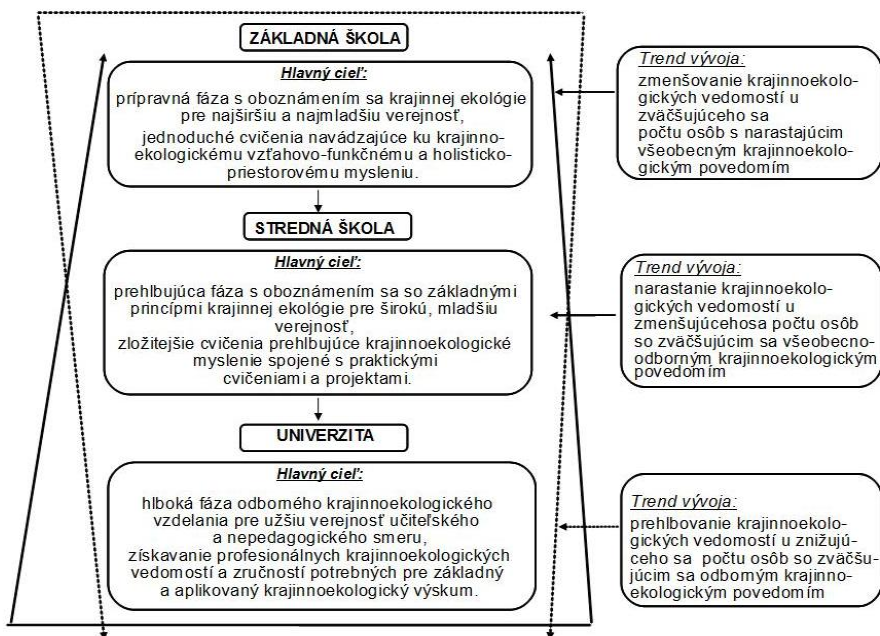 ZÁKLADNÁ ŠKOLA
Hlavný cieľ:
prípravná fáza s oboznámením sa krajinnej ekológie
pre najširšiu a najmladšiu verejnosť,
jednoduché cvičenia navádzajúce ku krajinno-
ekologickému vzťahovo-funkčnému a holisticko-
priestorovému mysleniu.
Trend vývoja:
zmenšovanie krajinnoekolo-
gických vedomostí u
zväčšujúceho sa
počtu osôb s narastajúcim
všeobecným krajinnoekolo-
gickým povedomím
STREDNÁ ŠKOLA
Hlavný cieľ:
prehlbujúca fáza s oboznámením sa so základnými
princípmi krajinnej ekológie pre širokú, mladšiu
verejnosť,
zložitejšie cvičenia prehlbujúce krajinnoekologické
myslenie spojené s praktickými
cvičeniami a projektami.
Trend vývoja:
narastanie krajinnoekolo-
gických vedomostí u
zmenšujúcehosa počtu osôb
so zväčšujúcim sa všeobecno-
odborným krajinnoekologickým
povedomím
UNIVERZITA
Hlavný cieľ:
hlboká fáza odborného krajinnoekologického
vzdelania pre užšiu verejnosť učiteľského
a nepedagogického smeru,
získavanie profesionálnych krajinnoekologických
vedomostí a zručností potrebných pre základný
a aplikovaný krajinnoekologický výskum.
Trend vývoja:
prehlbovanie krajinnoekolo-
gických vedomostí u znižujú-
ceho sa počtu osôb so zväčšu-
júcim sa odborným krajinno-
ekologickým povedomím